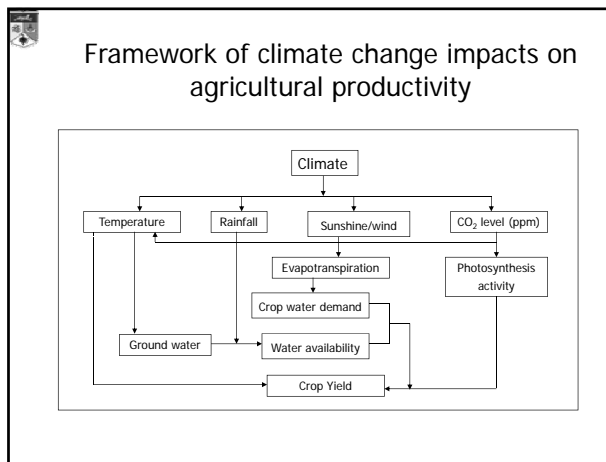 Framework of climate change impacts on
agricultural productivity
Climate
Temperature
Rainfall
Sunshine/wind
CO₂ level (ppm)
Evapotranspiration
Photosynthesis
activity
Crop water demand
Ground water
Water availability
Crop Yield